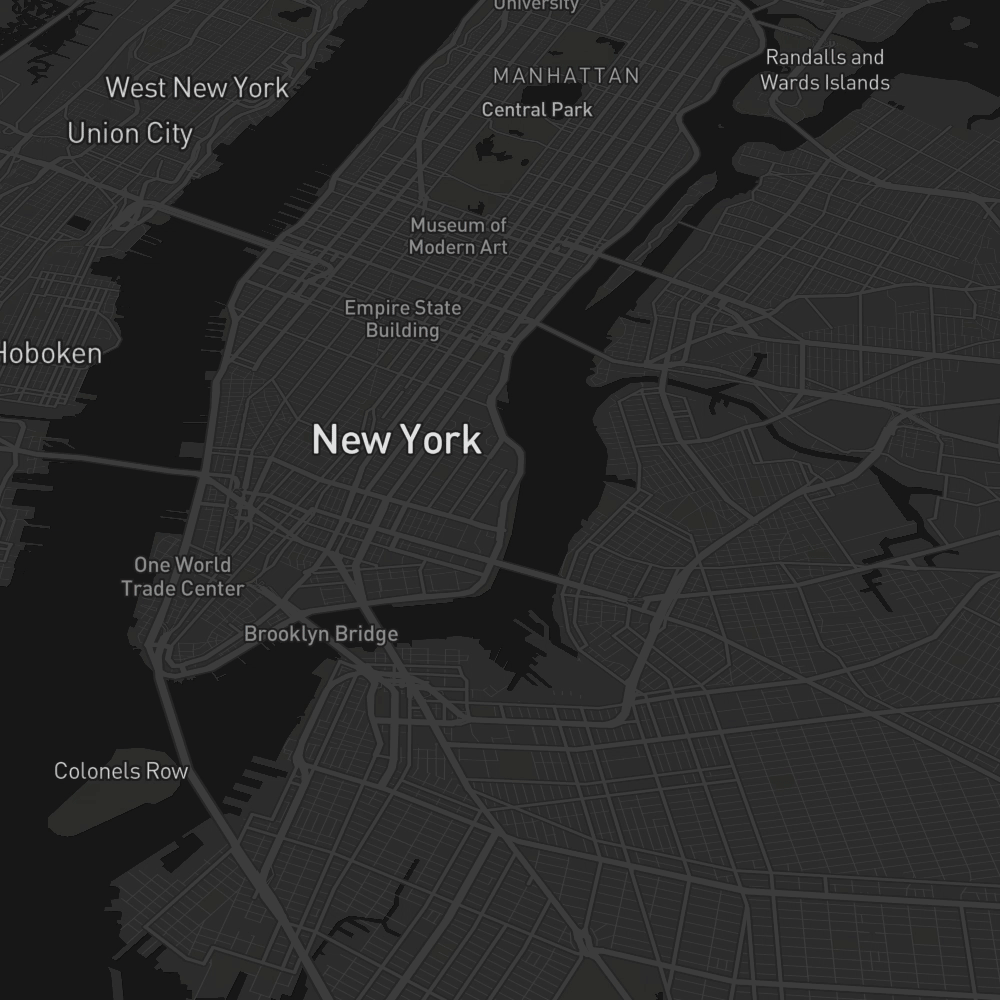 University
Randalls and
Wards Islands
MANHATTAN
West New York
Central Park
Union City
Museum of
Modern Art
Empire State
Building
Hoboken
New York
One World
Trade Center
Brooklyn Bridge
Colonels Row